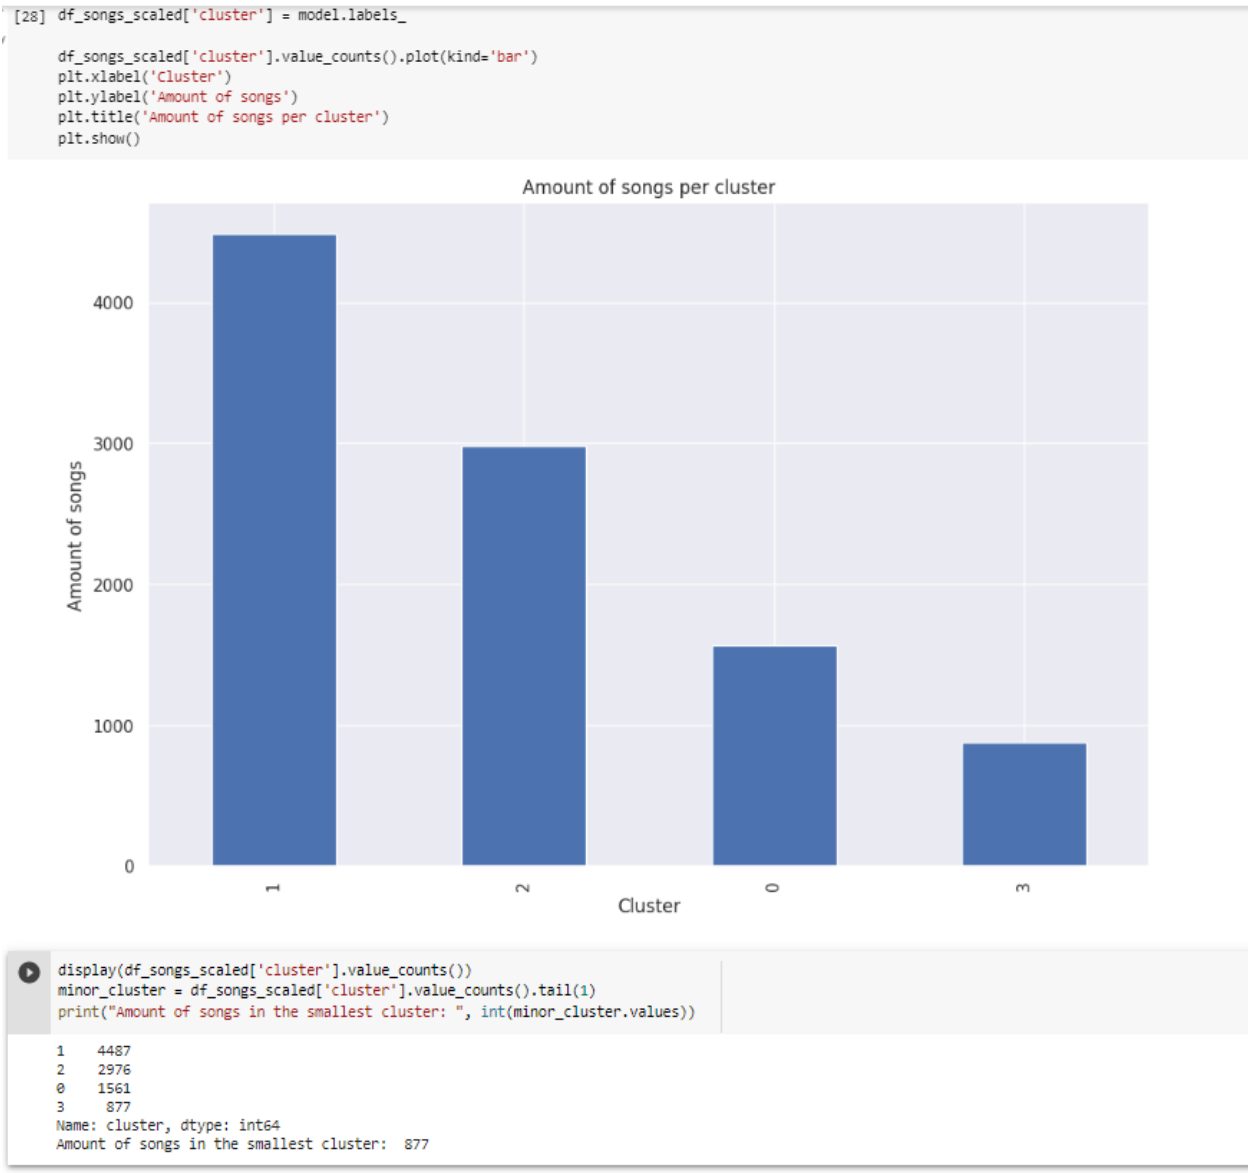 [28] df_songs_scaled['cluster'] = model.labels_
df_songs_scaled['cluster'].value_counts().plot(kind='bar')
plt.xlabel('Cluster')
plt.ylabel('Amount of songs')
plt.title('Amount of songs per cluster')
plt.show()
Amount of songs per cluster
4000
3000
2000
1000
0
Amount of songs
1 2 0 3
Cluster
display(df_songs_scaled['cluster'].value_counts())
minor_cluster = df_songs_scaled['cluster'].value_counts().tail(1)
print("Amount of songs in the smallest cluster: ", int(minor_cluster.values))
1    4487
2    2976
0    1561
3     877
Name: cluster, dtype: int64
Amount of songs in the smallest cluster:  877